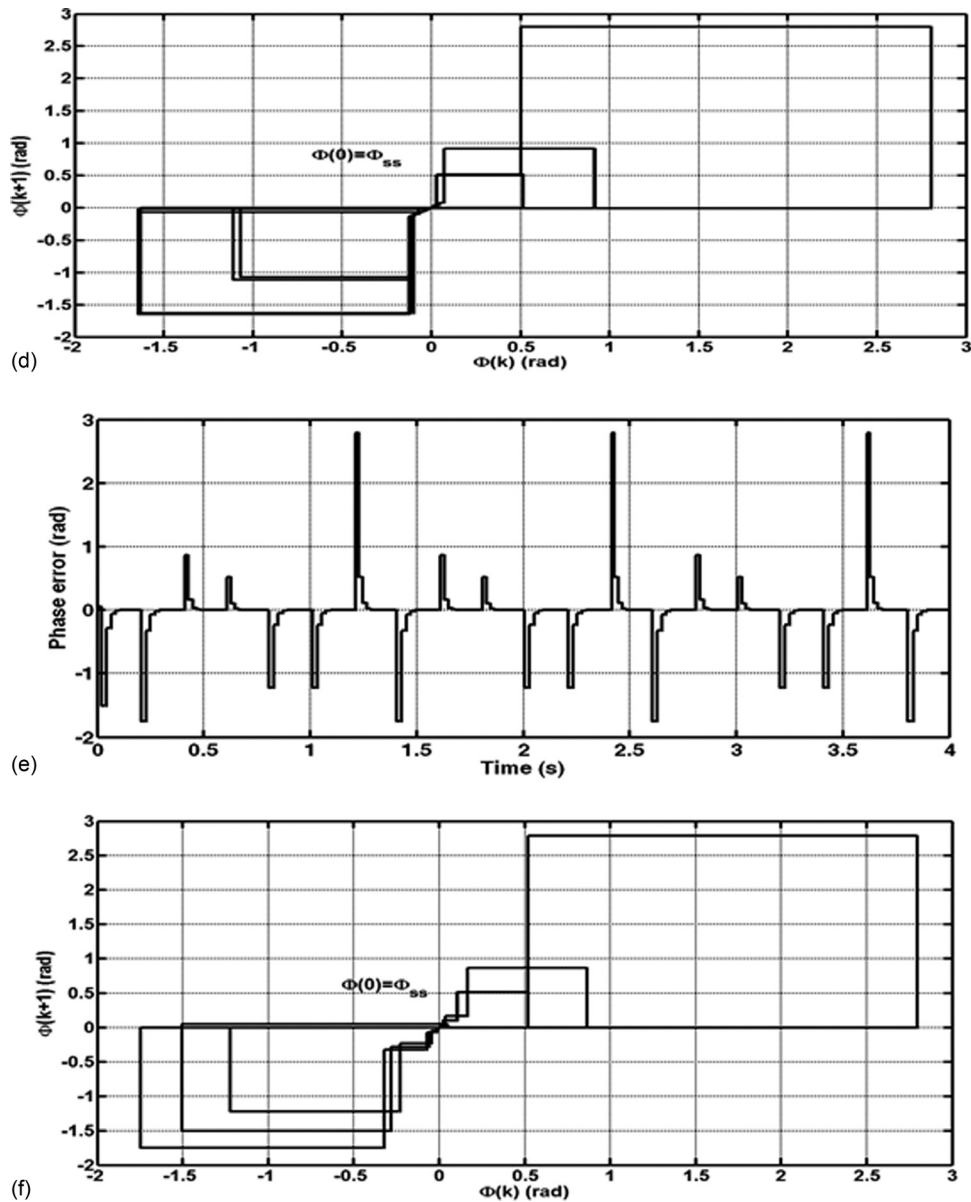 3
2.5
2
1.5
1
0.5
0
-0.5
-1
-1.5
-2
Φ(k+1) (rad)
Φ(0)=Φss
-2 -1.5 -1 -0.5 0 0.5 1 1.5 2 2.5 3
Φ(k) (rad)
(d)
3
2
1
0
-1
-2
Phase error (rad)
0 0.5 1 1.5 2 2.5 3 3.5 4
Time (s)
(e)
3
2.5
2
1.5
1
0.5
0
-0.5
-1
-1.5
-2
Φ(k+1) (rad)
Φ(0)=Φss
-2 -1.5 -1 -0.5 0 0.5 1 1.5 2 2.5 3
Φ(k) (rad)
(f)